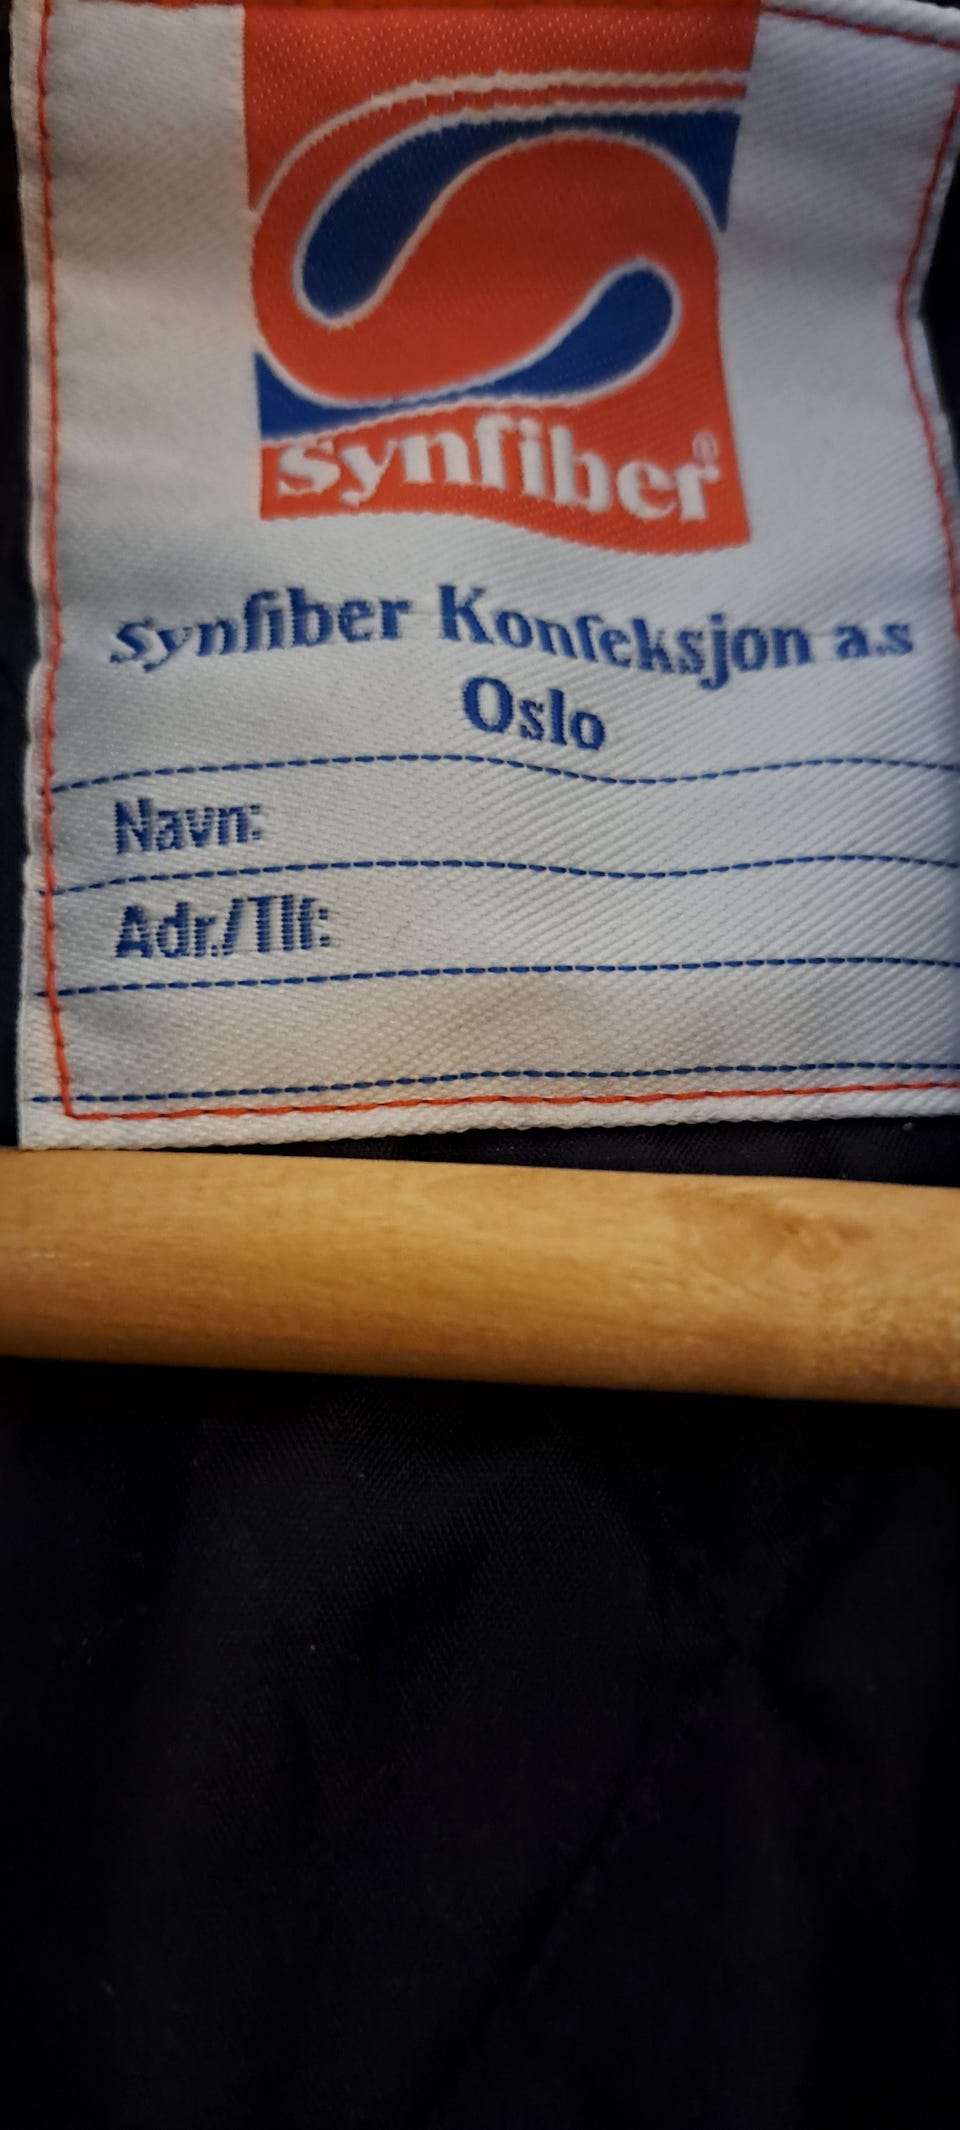 Synfiber®
Synfiber Konfeksjon a.s
Oslo
Navn:
Adr./Tlf: